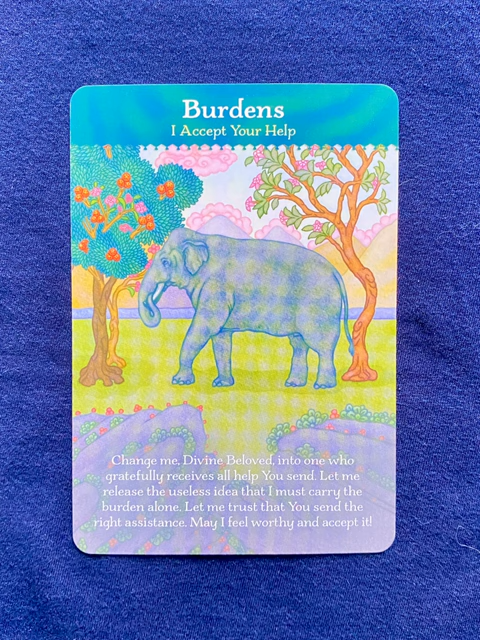 Burdens
I Accept Your Help
Change me, Divine Beloved, into one who
gratefully receives all help You send. Let me
release the useless idea that I must carry the
burden alone. Let me trust that You send the
right assistance. May I feel worthy and accept it!